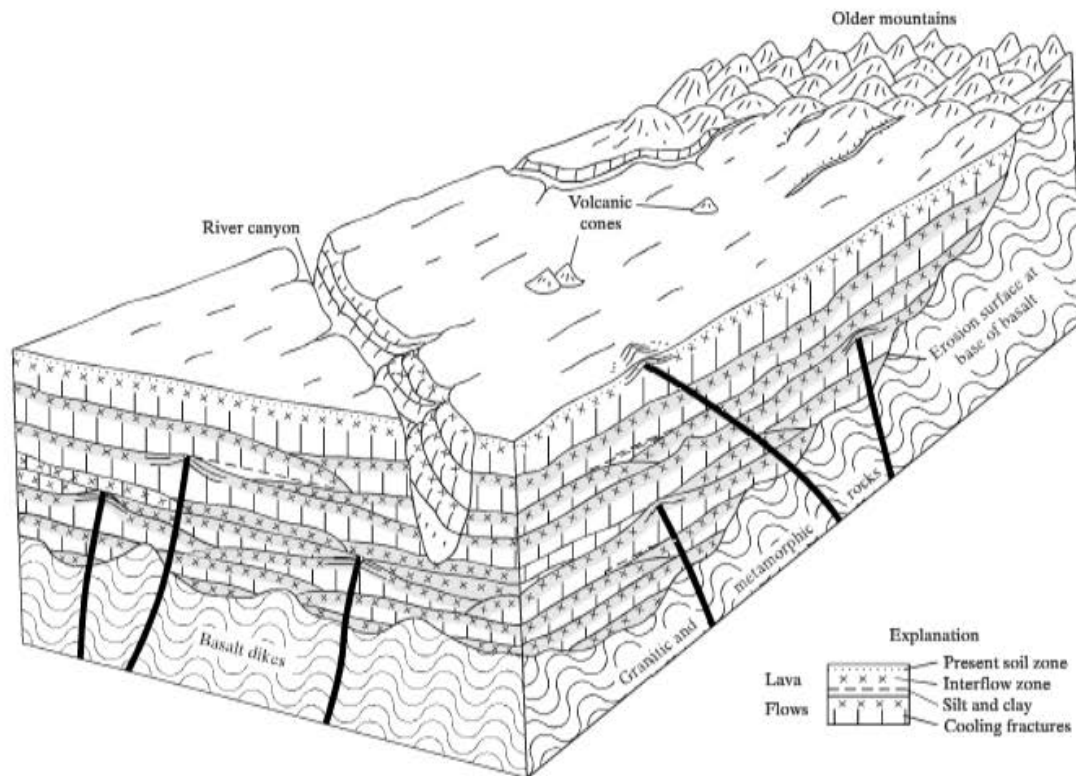 Older mountains
Volcanic
cones
River canyon
Erosion surface at
base of basalt
Granitic and metamorphic rocks
Basalt dikes
Explanation
Lava
Flows
Present soil zone
Interflow zone
Silt and clay
Cooling fractures